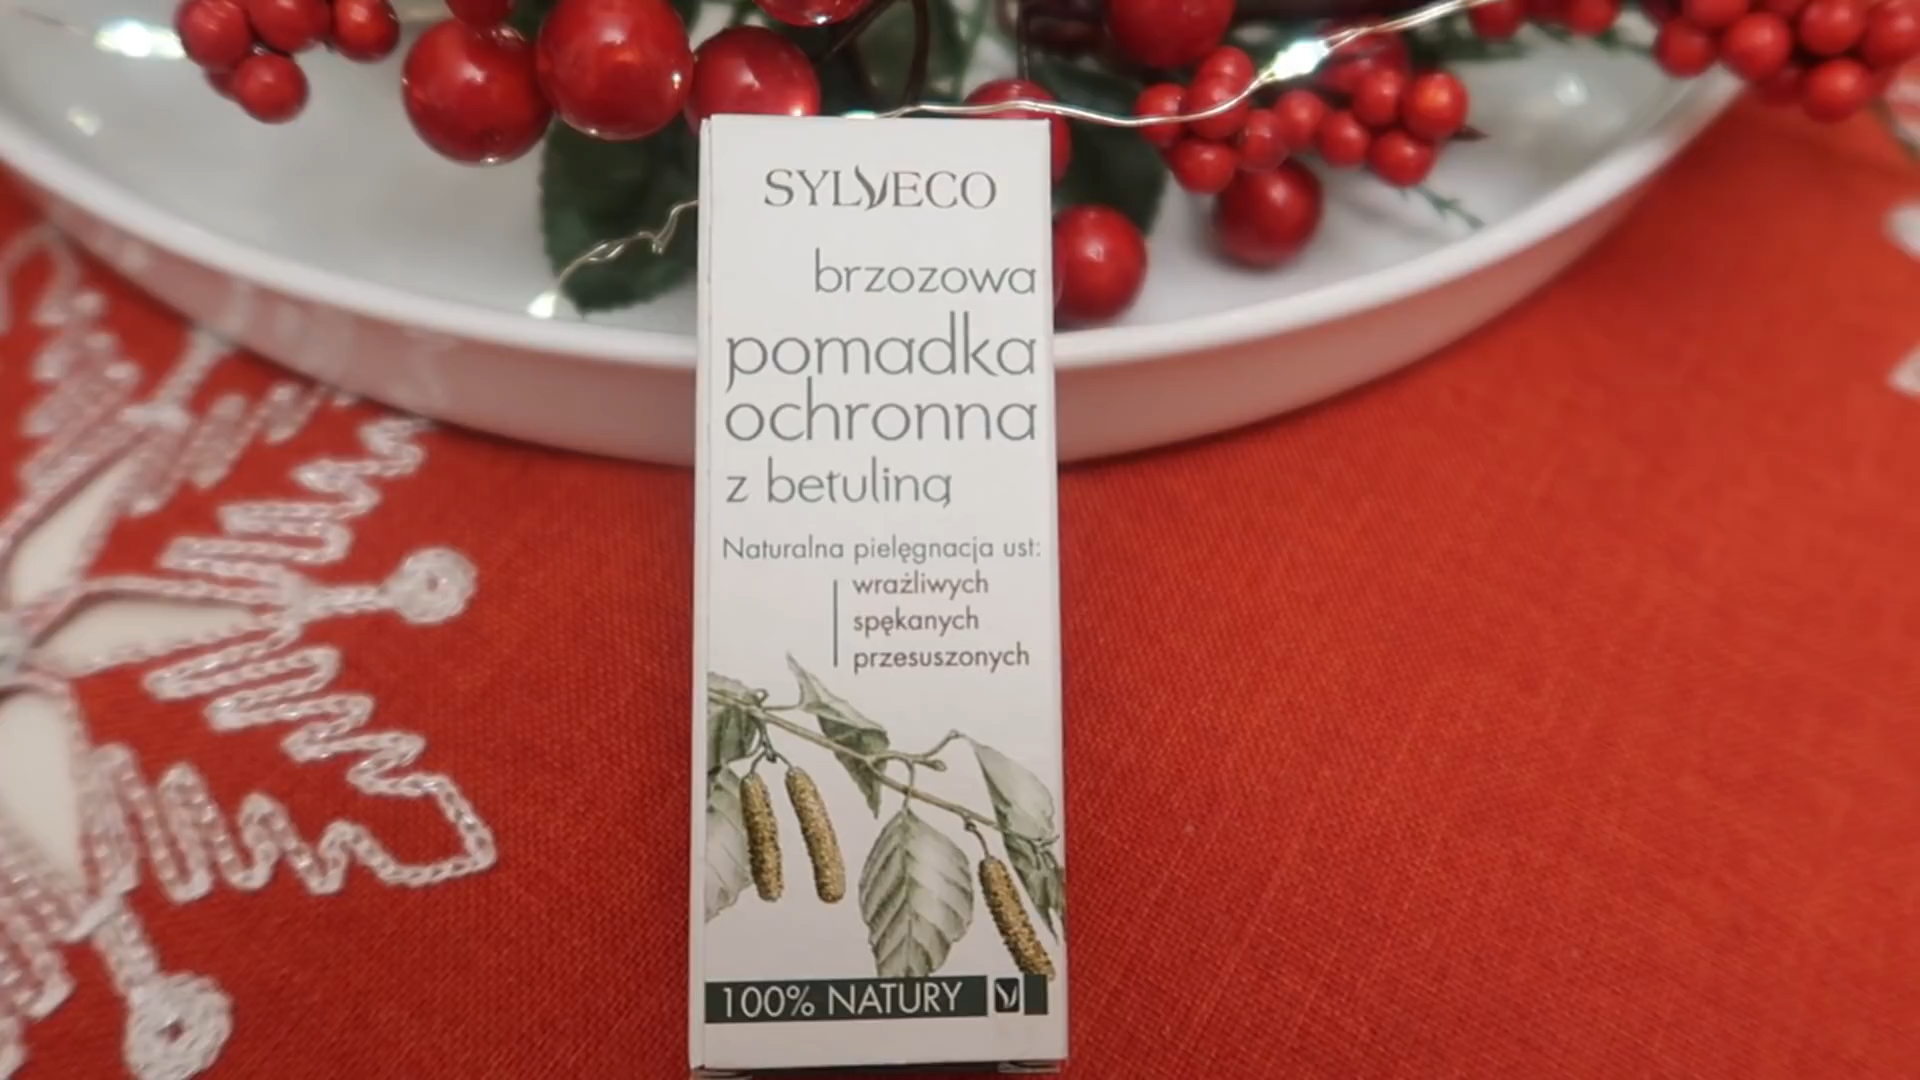 SYLVECO
brzozowa
pomadka
ochronna
z betuliną
Naturalna pielęgnacja ust:
wrażliwych
spękanych
przesuszonych
100% NATURY